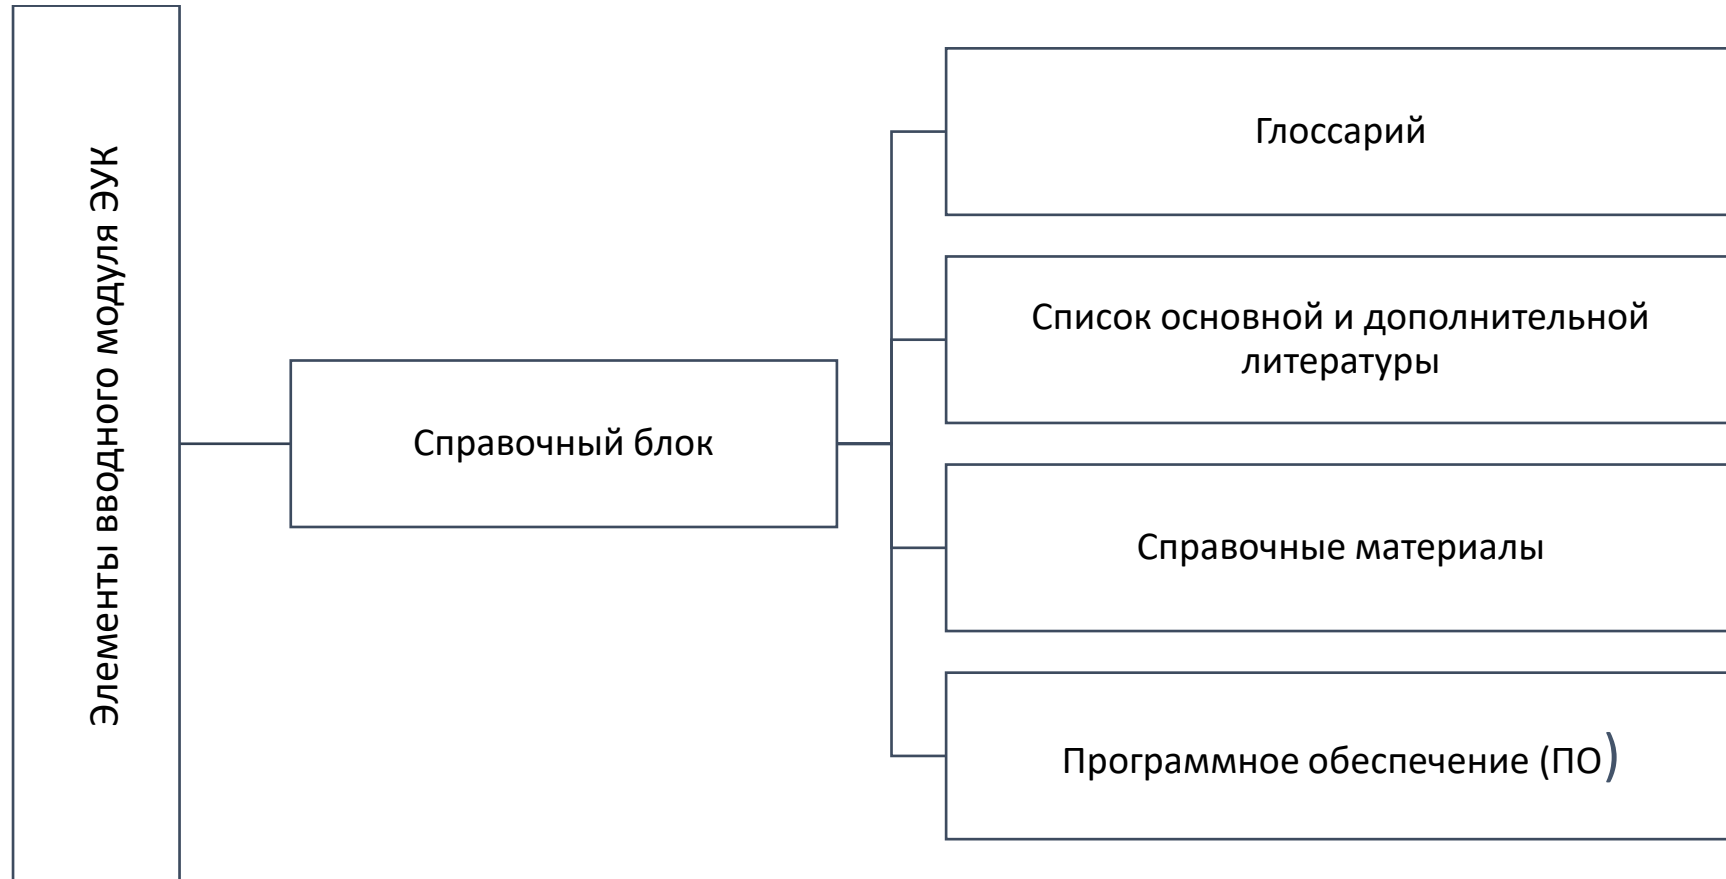 Элементы вводного модуля ЭУК
Справочный блок
Глоссарий
Список основной и дополнительной
литературы
Справочные материалы
Программное обеспечение (ПО)